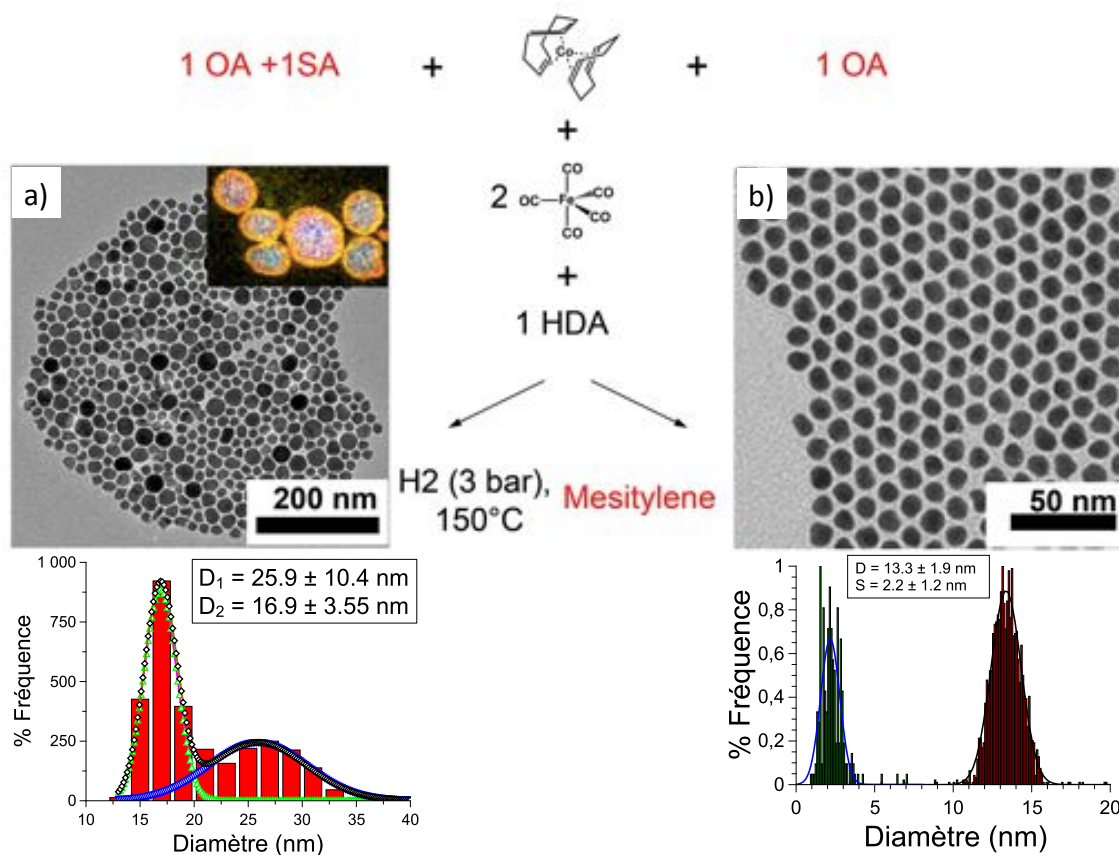 1 OA +1SA + Co + 1 OA
+
2 OC Fe CO CO CO CO
+
1 HDA
H2 (3 bar), Mesitylene
150°C
a)
200 nm
b)
50 nm
D1 = 25.9 ± 10.4 nm
D2 = 16.9 ± 3.55 nm
1 000
750
500
250
0
% Fréquence
10 15 20 25 30 35 40
Diamètre (nm)
D = 13.3 ± 1.9 nm
S = 2.2 ± 1.2 nm
1
0,8
0,6
0,4
0,2
0
% Fréquence
0 5 10 15 20
Diamètre (nm)